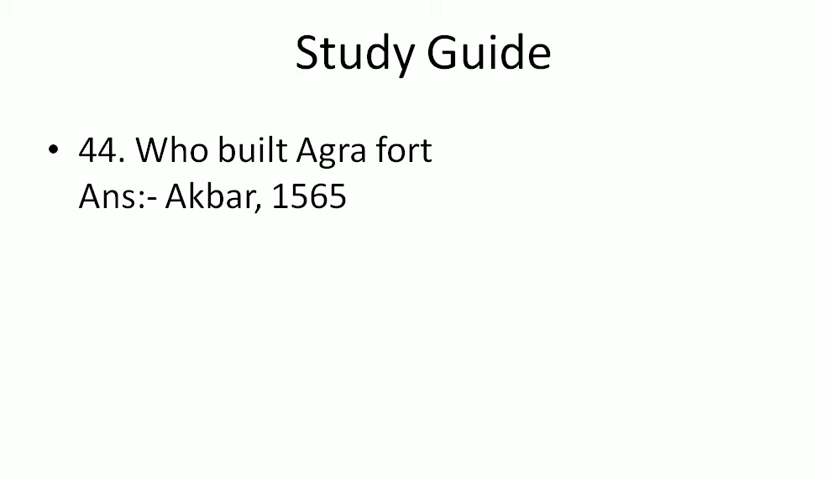 Study Guide
• 44. Who built Agra fort
Ans:- Akbar, 1565